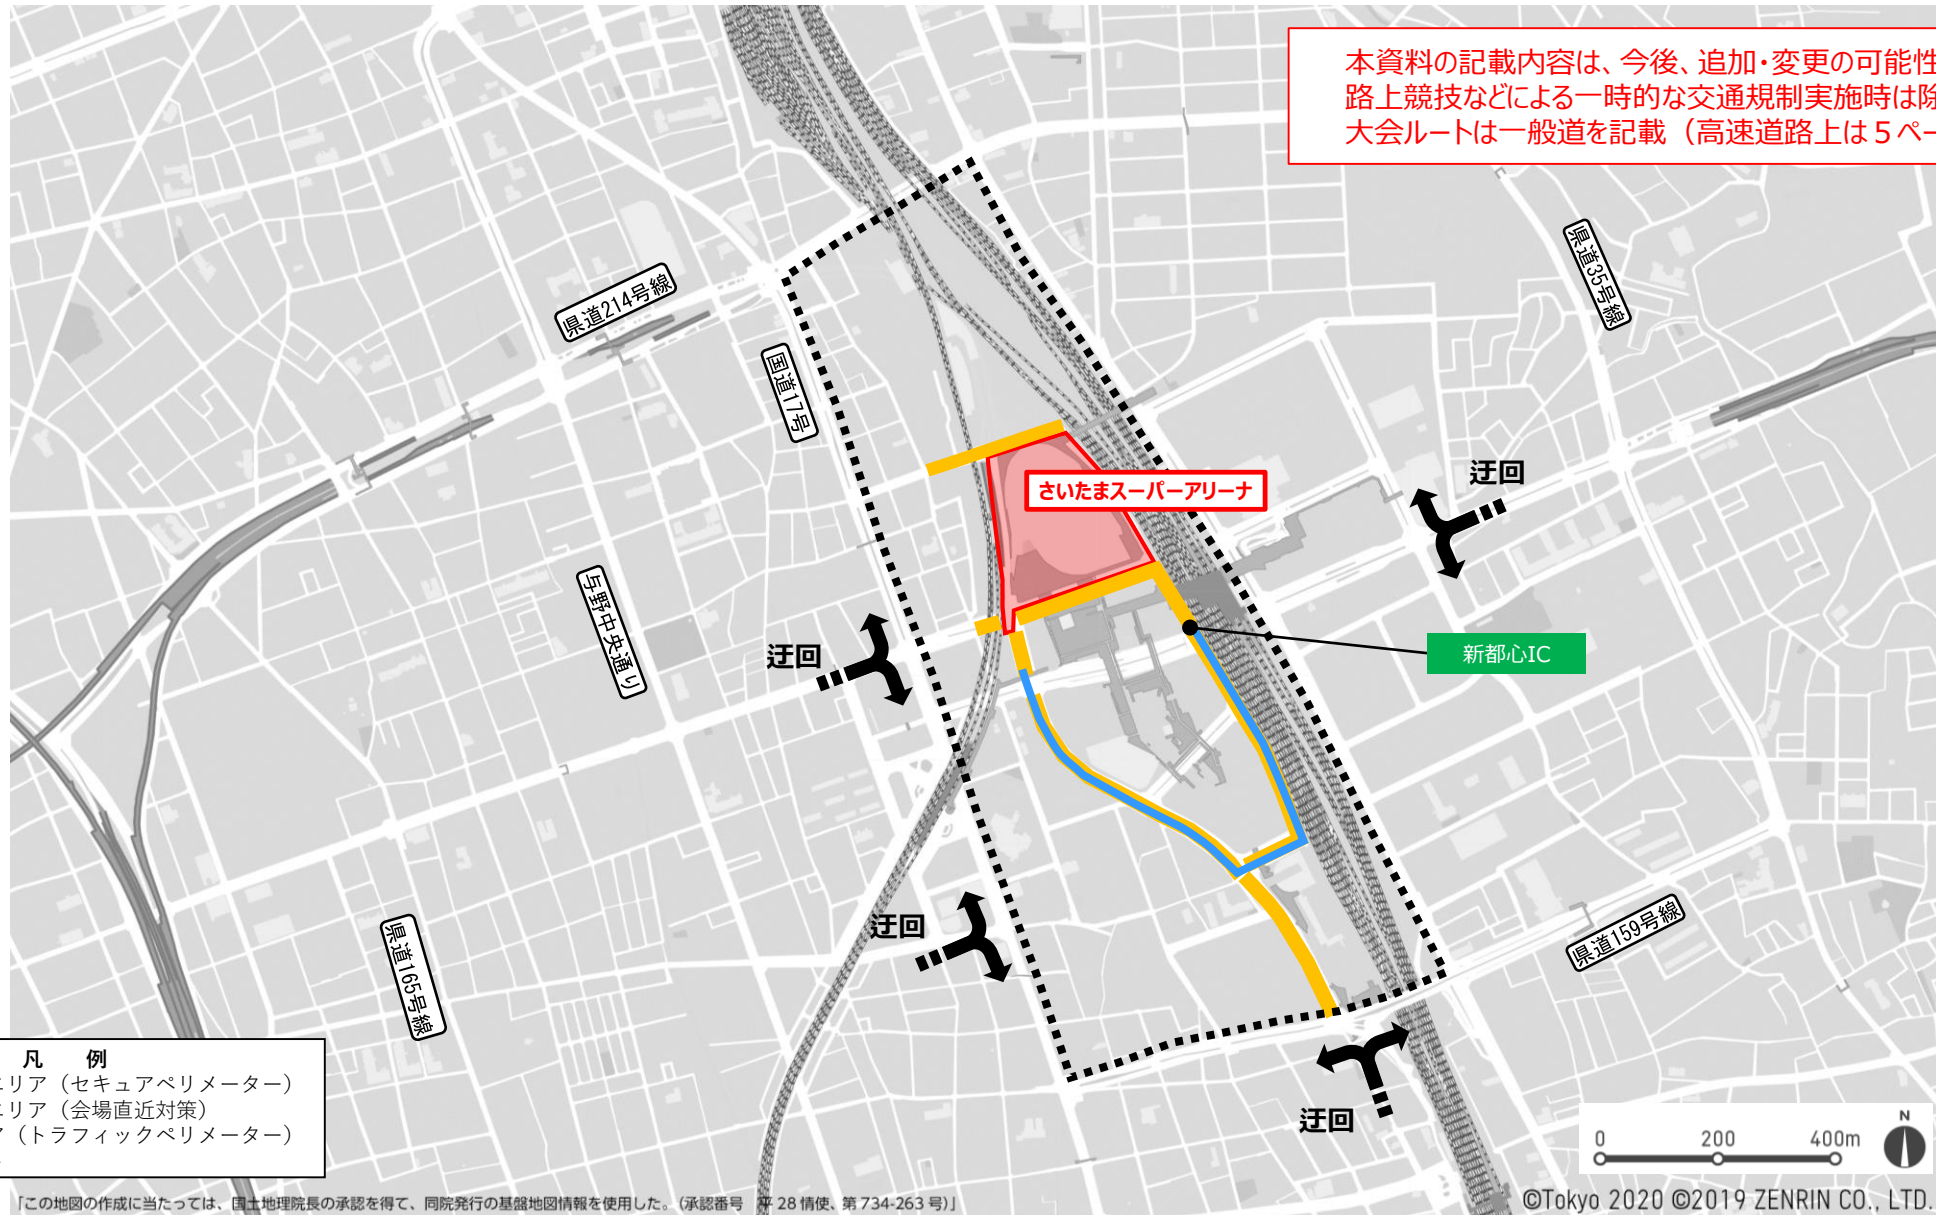 本資料の記載内容は、今後、追加・変更の可能性
路上競技などによる一時的な交通規制実施時は除
大会ルートは一般道を記載（高速道路上は５ペー
県道35号線
県道214号線
国道17号
さいたまスーパーアリーナ
迂回
与野中央通り
迂回
新都心IC
迂回
県道159号線
県道165号線
迂回
凡　例
エリア（セキュアペリメーター）
エリア（会場直近対策）
ア（トラフィックペリメーター）
0 200 400m
N
「この地図の作成に当たっては、国土地理院長の承認を得て、同院発行の基盤地図情報を使用した。（承認番号　平 28 情使、第 734-263 号）」
©Tokyo 2020 ©2019 ZENRIN CO., LTD.